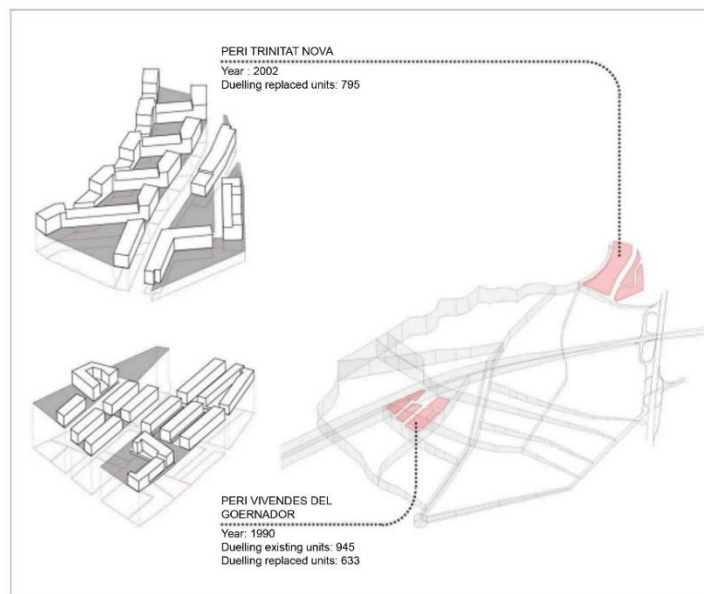 PERI TRINITAT NOVA
Year : 2002
Duelling replaced units: 795
PERI VIVENDES DEL
GOERNADOR
Year: 1990
Duelling existing units: 945
Duelling replaced units: 633